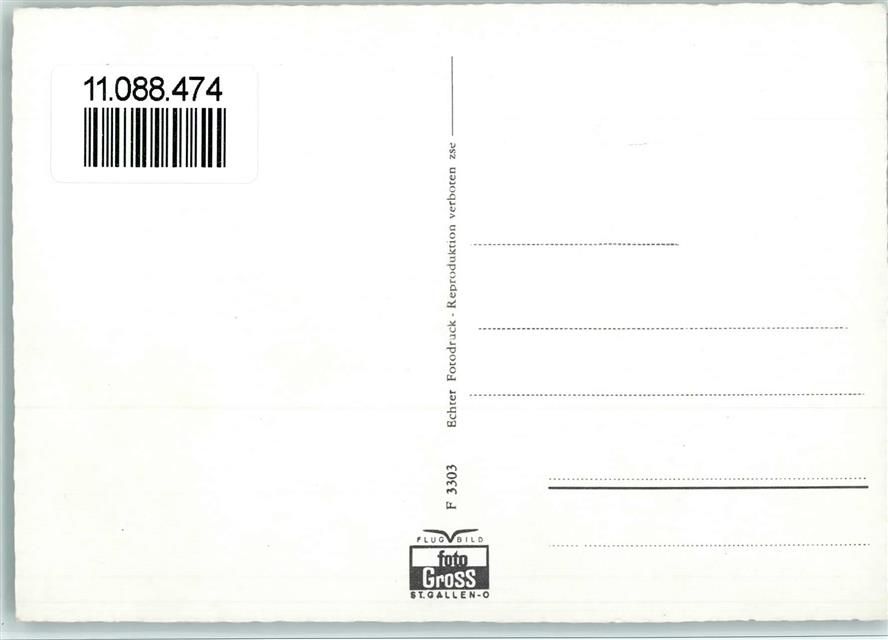 11.088.474
F 3303 Echter Fotodruck - Reproduktion verboten zsc
FLUG BILD
foto
Gross
ST.GALLEN-O